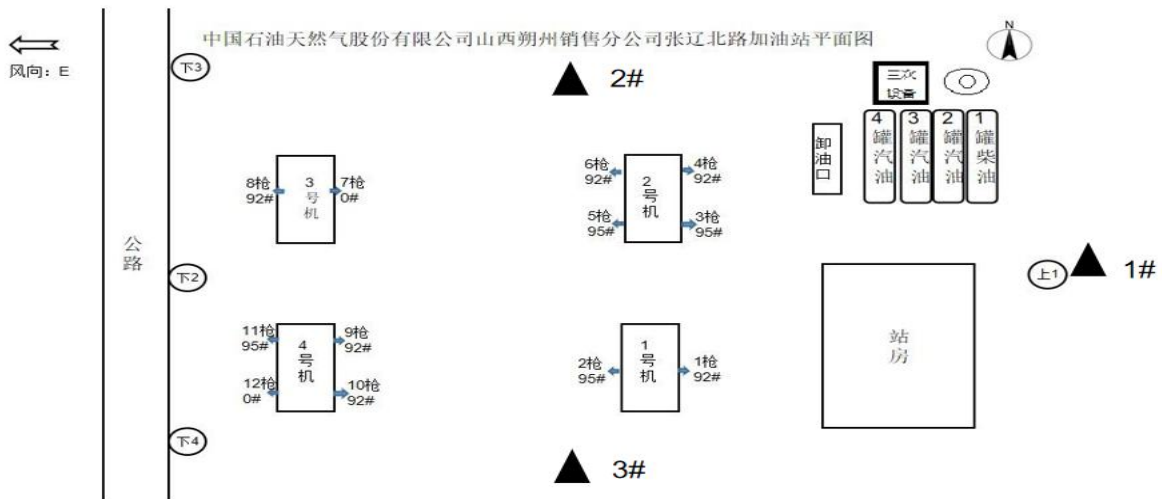 中国石油天然气股份有限公司山西朔州销售分公司张辽北路加油站平面图
N
风向：E
下3
2#
三次
设备
卸油口
4罐汽油
3罐汽油
2罐汽油
1罐柴油
8枪
92#
3号机
7枪
0#
6枪
92#
5枪
95#
2号机
4枪
92#
3枪
95#
公路
下2
上1
1#
站房
11枪
95#
12枪
0#
4号机
9枪
92#
10枪
92#
2枪
95#
1号机
1枪
92#
下4
3#